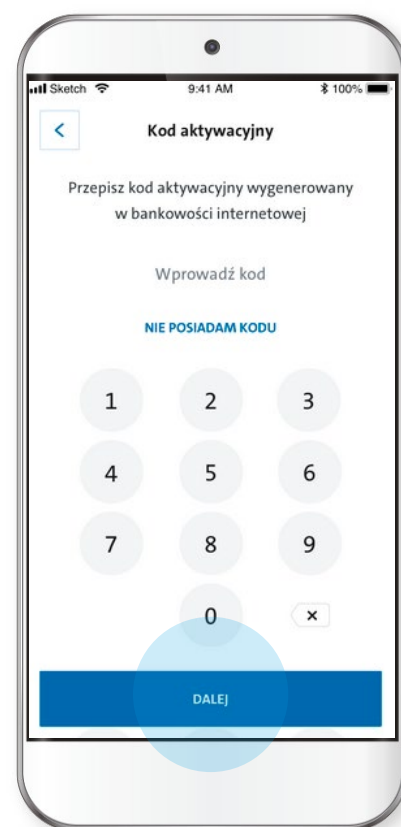 Sketch 9:41 AM 100%
Kod aktywacyjny
Przepisz kod aktywacyjny wygenerowany
w bankowości internetowej
Wprowadź kod
NIE POSIADAM KODU
1 2 3
4 5 6
7 8 9
0
DALEJ